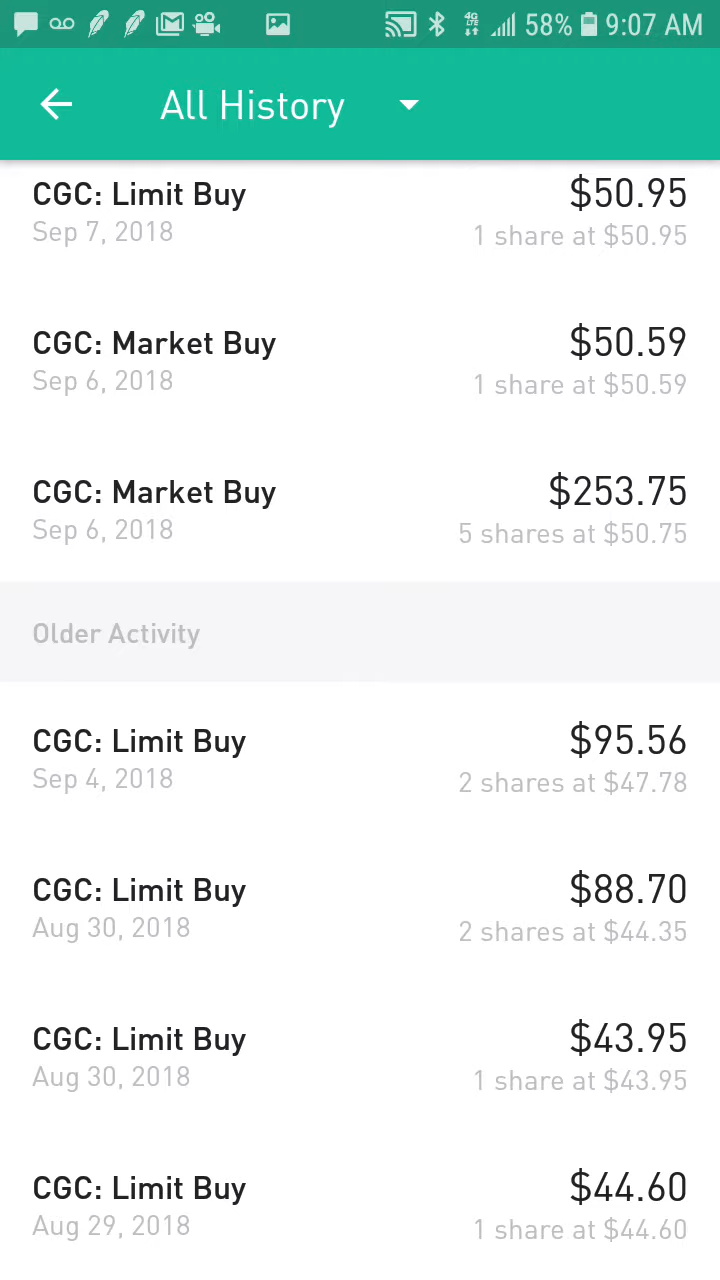 4G LTE 58% 9:07 AM
All History
CGC: Limit Buy $50.95
Sep 7, 2018 1 share at $50.95
CGC: Market Buy $50.59
Sep 6, 2018 1 share at $50.59
CGC: Market Buy $253.75
Sep 6, 2018 5 shares at $50.75
Older Activity
CGC: Limit Buy $95.56
Sep 4, 2018 2 shares at $47.78
CGC: Limit Buy $88.70
Aug 30, 2018 2 shares at $44.35
CGC: Limit Buy $43.95
Aug 30, 2018 1 share at $43.95
CGC: Limit Buy $44.60
Aug 29, 2018 1 share at $44.60